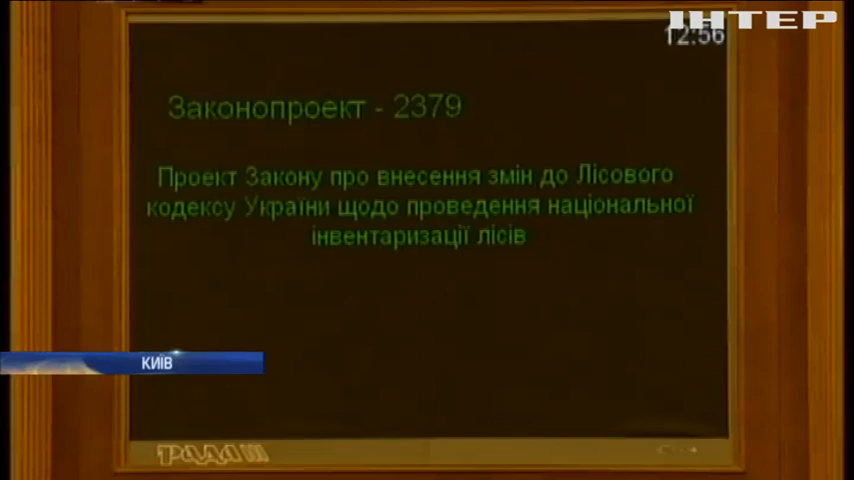 ІНТЕР
12:56
Законопроект - 2379
Проект Закону про внесення змін до Лісового
кодексу України щодо проведення національної
інвентаризації лісів
КИЇВ
РАДА